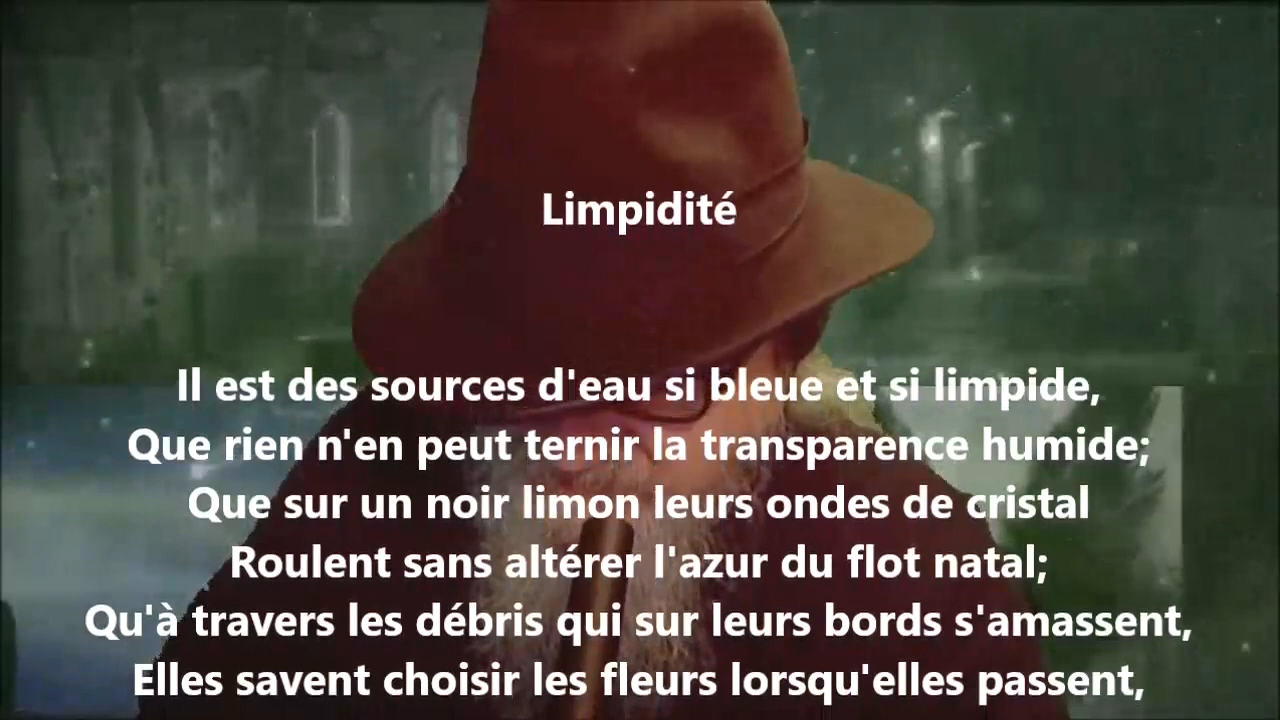 Limpidité
Il est des sources d'eau si bleue et si limpide,
Que rien n'en peut ternir la transparence humide;
Que sur un noir limon leurs ondes de cristal
Roulent sans altérer l'azur du flot natal;
Qu'à travers les débris qui sur leurs bords s'amassent,
Elles savent choisir les fleurs lorsqu'elles passent,